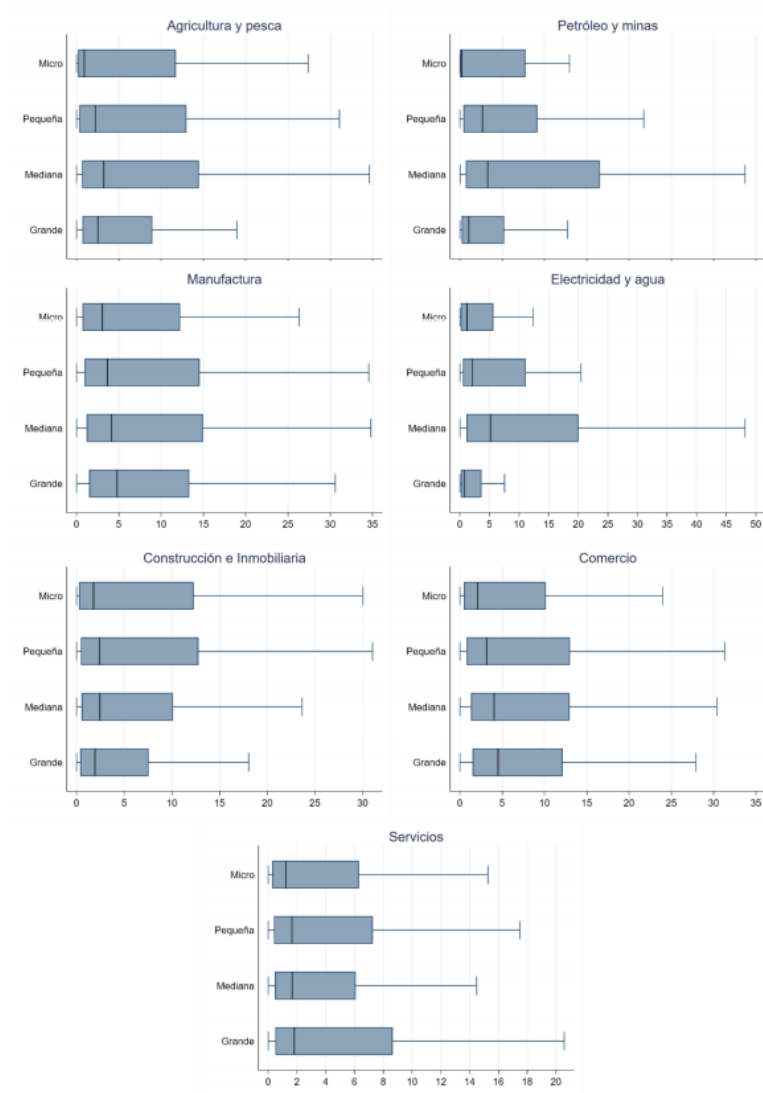 Agricultura y pesca
Micro
Pequeña
Mediana
Grande
Petróleo y minas
Micro
Pequeña
Mediana
Grande
Manufactura
Micro
Pequeña
Mediana
Grande
0 5 10 15 20 25 30 35
Electricidad y agua
Micro
Pequeña
Mediana
Grande
0 5 10 15 20 25 30 35 40 45 50
Construcción e Inmobiliaria
Micro
Pequeña
Mediana
Grande
0 5 10 15 20 25 30
Comercio
Micro
Pequeña
Mediana
Grande
0 5 10 15 20 25 30 35
Servicios
Micro
Pequeña
Mediana
Grande
0 2 4 6 8 10 12 14 16 18 20